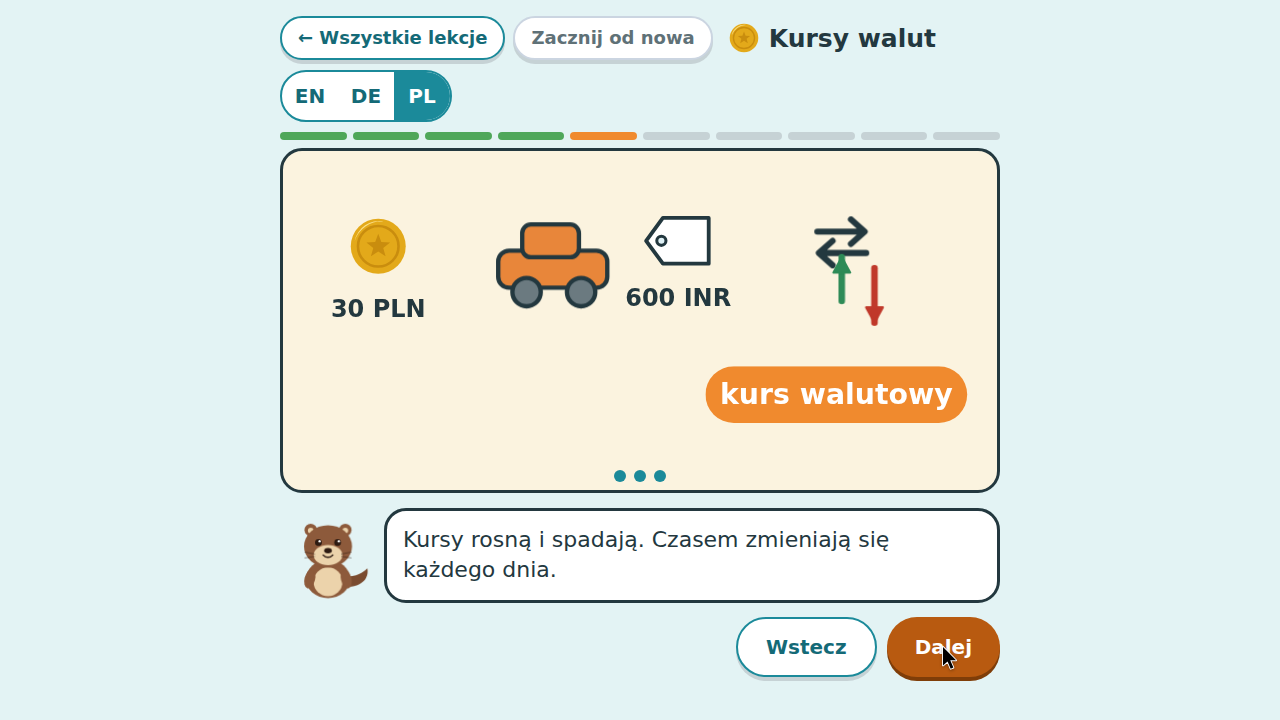 ← Wszystkie lekcje
Zacznij od nowa
Kursy walut
EN DE PL
30 PLN
600 INR
kurs walutowy
Kursy rosną i spadają. Czasem zmieniają się
każdego dnia.
Wstecz
Dalej